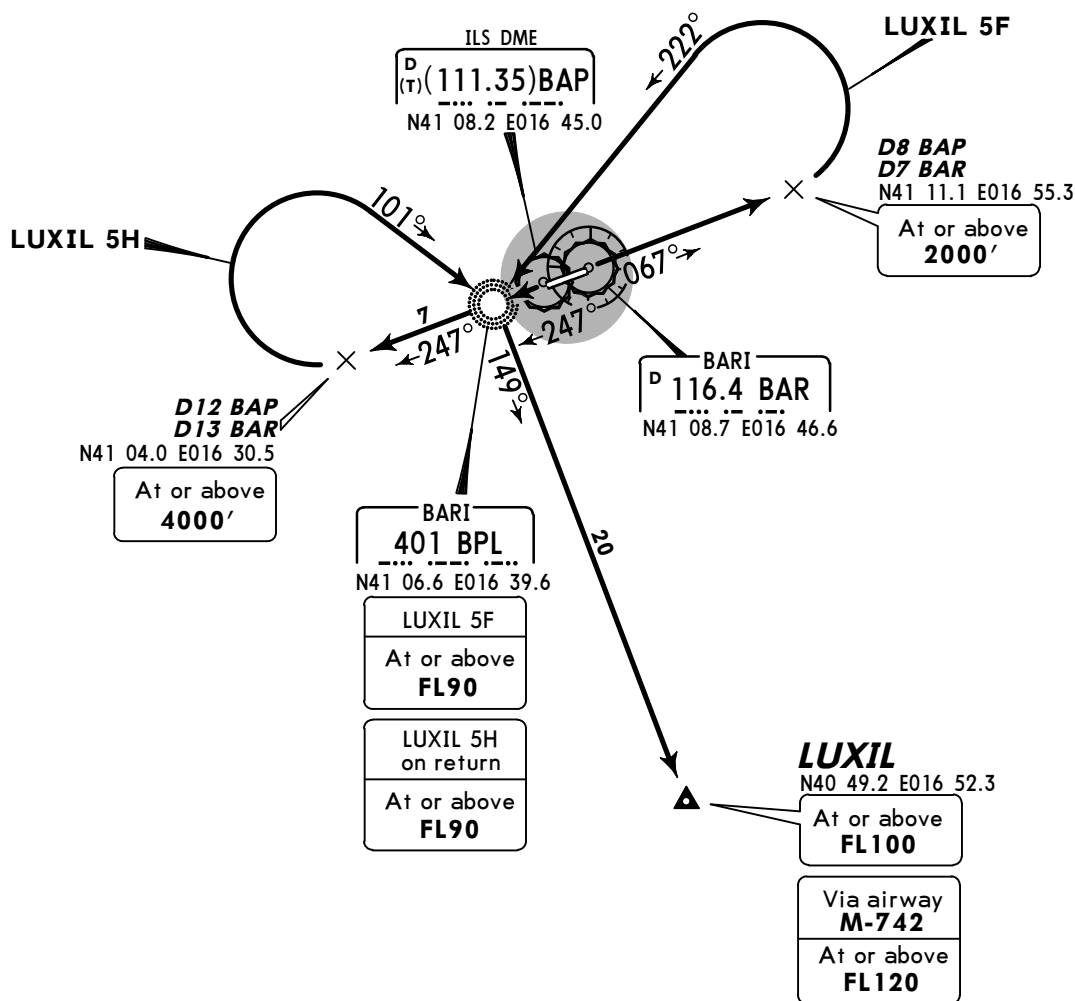 LUXIL 5F
ILS DME
D
(T) (111.35)BAP
N41 08.2 E016 45.0
222°
D8 BAP
D7 BAR
N41 11.1 E016 55.3
At or above
2000'
LUXIL 5H
101°
067°
247°
7
247°
149°
BARI
D 116.4 BAR
N41 08.7 E016 46.6
D12 BAP
D13 BAR
N41 04.0 E016 30.5
At or above
4000'
BARI
401 BPL
N41 06.6 E016 39.6
LUXIL 5F
At or above
FL90
LUXIL 5H
on return
At or above
FL90
20
LUXIL
N40 49.2 E016 52.3
At or above
FL100
Via airway
M-742
At or above
FL120